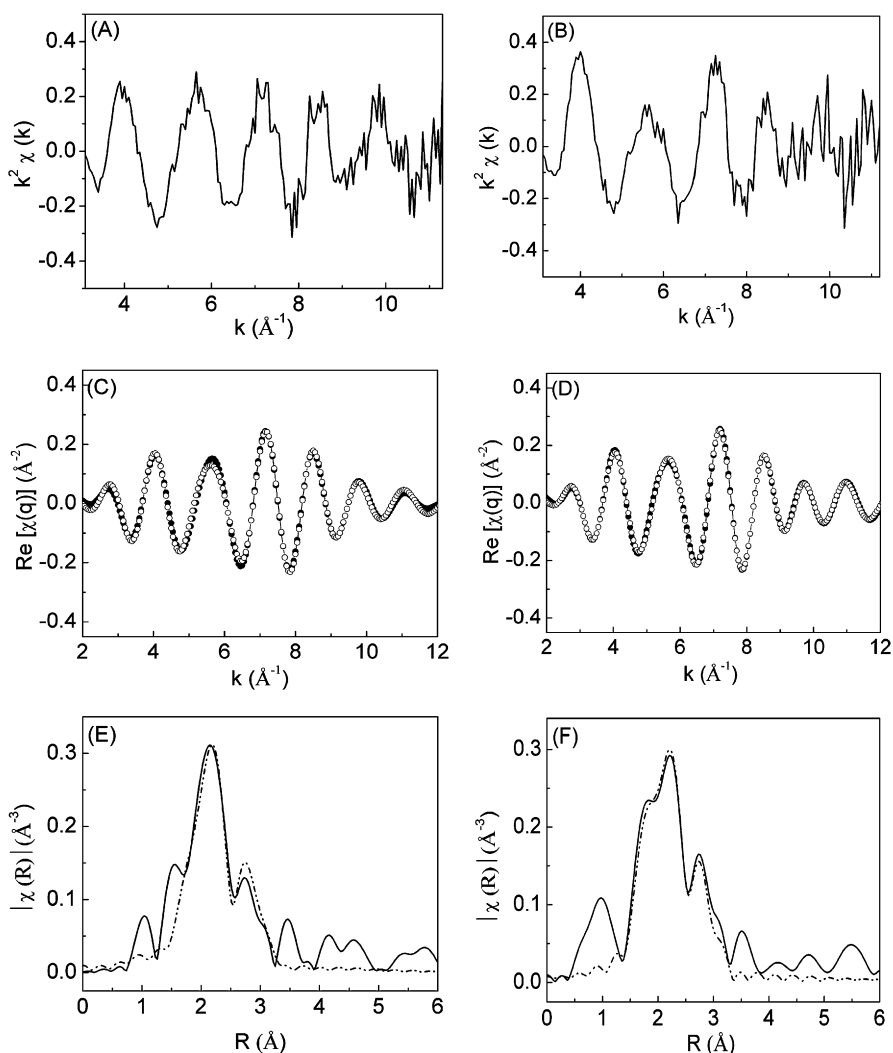 (A)
0.4
0.2
0.0
-0.2
-0.4
k² χ (k)
4 6 8 10
k (Å⁻¹)
(B)
0.4
0.2
0.0
-0.2
-0.4
k² χ (k)
4 6 8 10
k (Å⁻¹)
(C)
0.4
0.2
0.0
-0.2
-0.4
Re [χ(q)] (Å⁻²)
2 4 6 8 10 12
k (Å⁻¹)
(D)
0.4
0.2
0.0
-0.2
-0.4
Re [χ(q)] (Å⁻²)
2 4 6 8 10 12
k (Å⁻¹)
(E)
0.3
0.2
0.1
0.0
|χ (R)| (Å⁻³)
0 1 2 3 4 5 6
R (Å)
(F)
0.3
0.2
0.1
0.0
|χ (R)| (Å⁻³)
0 1 2 3 4 5 6
R (Å)